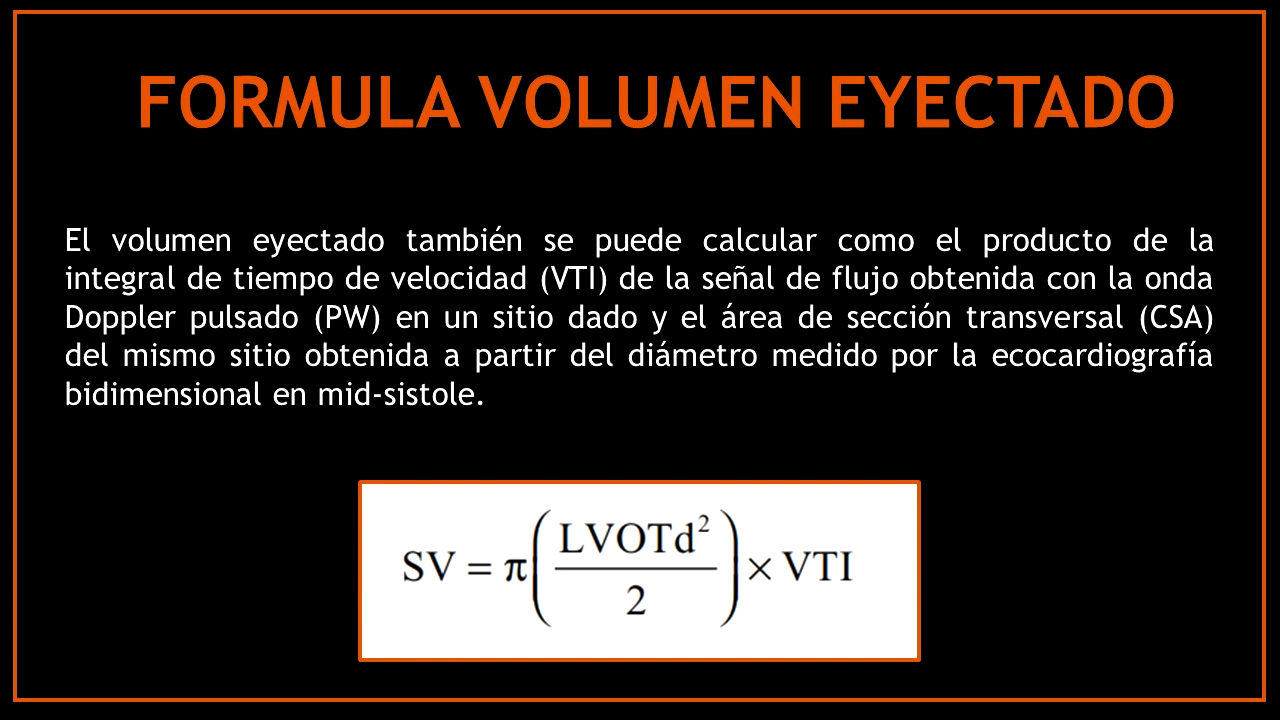 FORMULA VOLUMEN EYECTADO
El volumen eyectado también se puede calcular como el producto de la
integral de tiempo de velocidad (VTI) de la señal de flujo obtenida con la onda
Doppler pulsado (PW) en un sitio dado y el área de sección transversal (CSA)
del mismo sitio obtenida a partir del diámetro medido por la ecocardiografía
bidimensional en mid-sistole.
SV = π(LVOTd²/2) × VTI